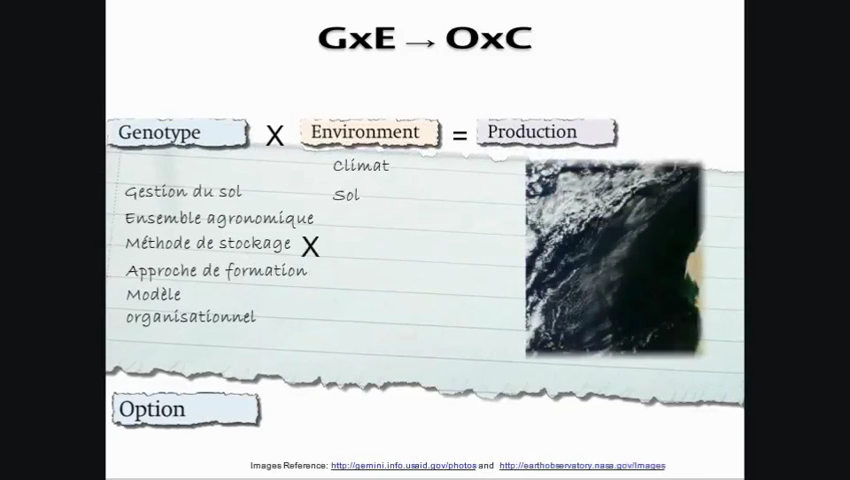 GxE → OxC
Genotype X Environment = Production
Climat
Gestion du sol
Sol
Ensemble agronomique
Méthode de stockage X
Approche de formation
Modèle
organisationnel
Option
Images Reference: http://gemini.info.usaid.gov/photos and http://earthobservatory.nasa.gov/Images